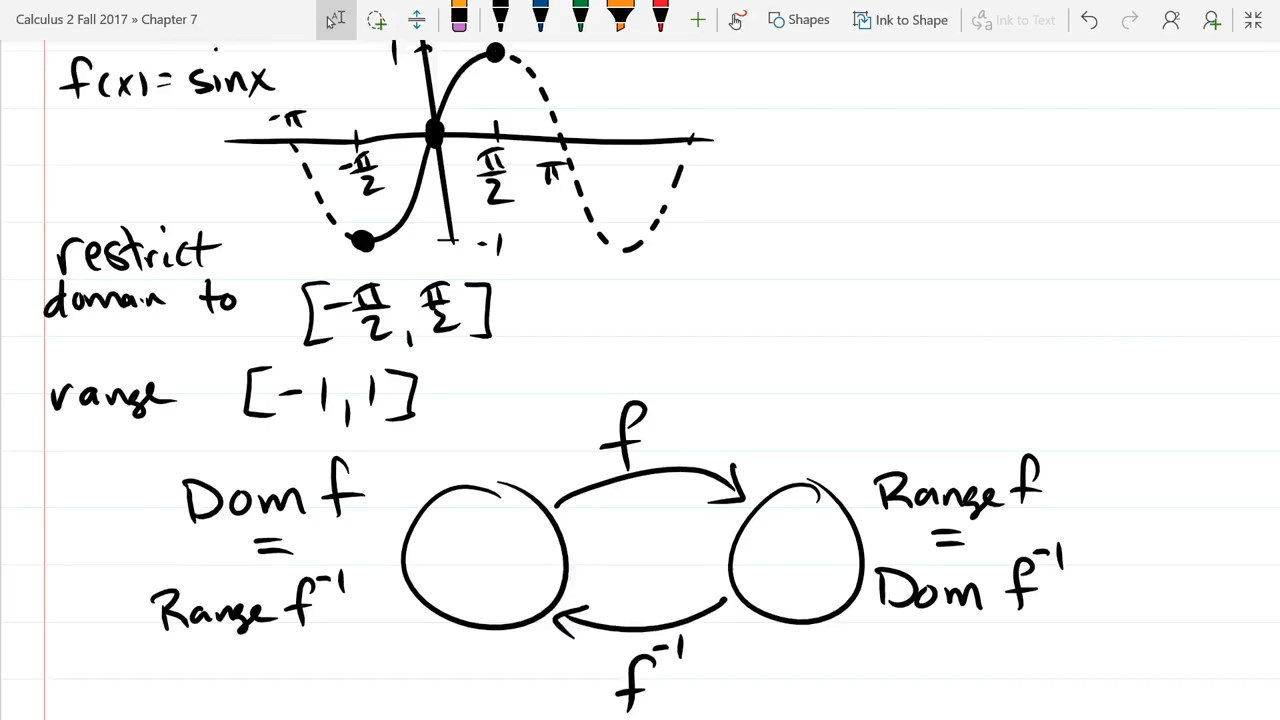 Calculus 2 Fall 2017 » Chapter 7
Shapes
Ink to Shape
Ink to Text
f(x) = sinx
1
-π
-π/2
π/2
π
-1
restrict
domain to [-π/2, π/2]
range [-1, 1]
f
Dom f
=
Range f⁻¹
Range f
=
Dom f⁻¹
f⁻¹